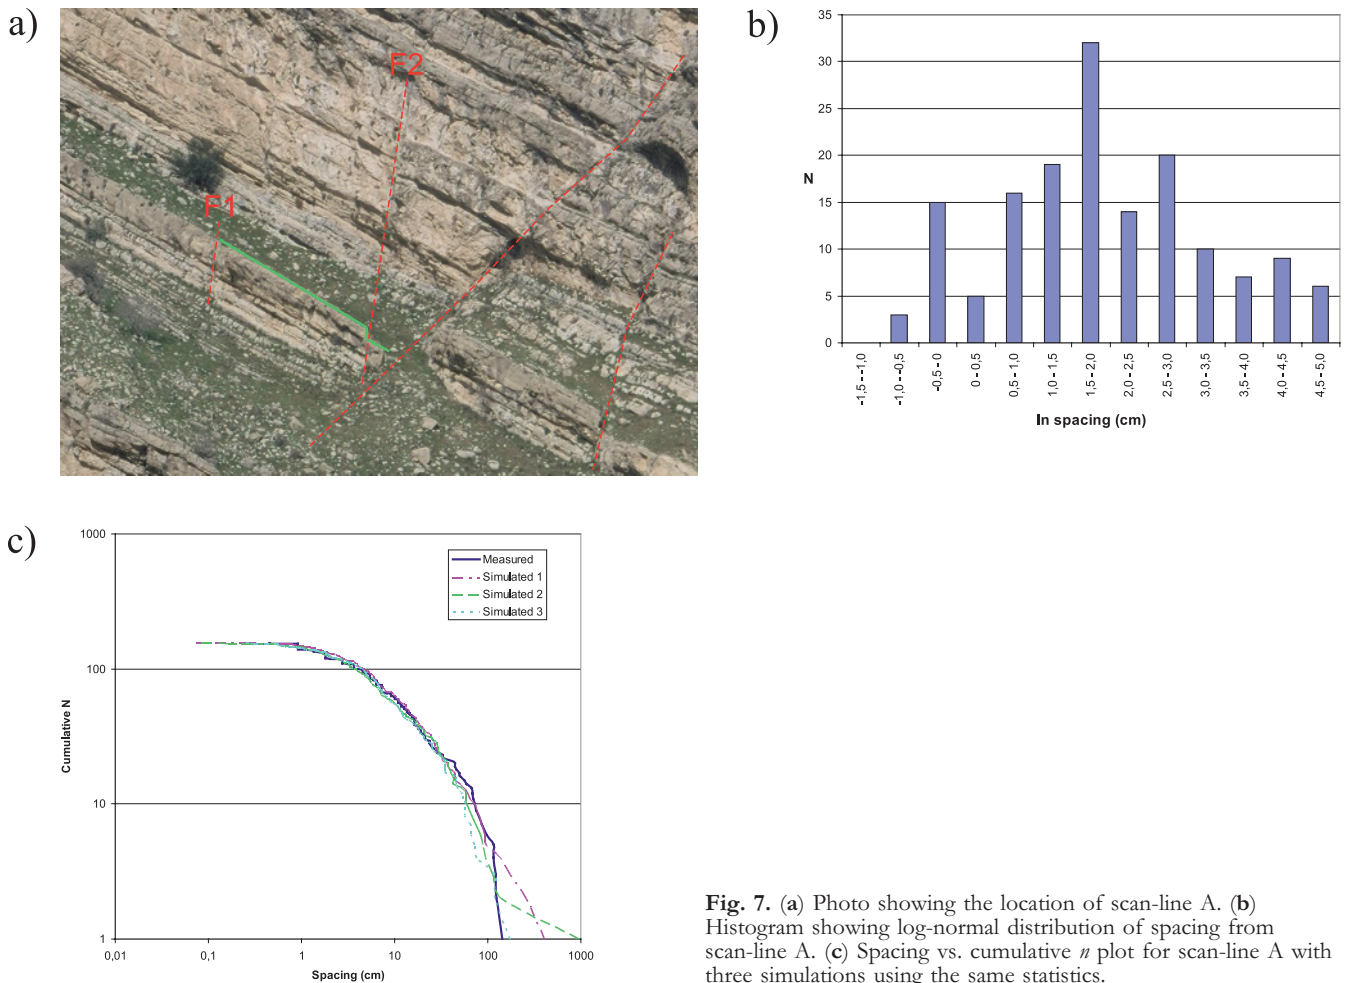 a)
F2
F1
b)
35
30
25
20
15
10
5
0
N
-1,5 - -1,0
-1,0 - -0,5
-0,5 - 0
0 - 0,5
0,5 - 1,0
1,0 - 1,5
1,5 - 2,0
2,0 - 2,5
2,5 - 3,0
3,0 - 3,5
3,5 - 4,0
4,0 - 4,5
4,5 - 5,0
ln spacing (cm)
c)
1000
100
10
1
Cumulative N
Measured
Simulated 1
Simulated 2
Simulated 3
0,01
0,1
1
10
100
1000
Spacing (cm)
Fig. 7. (a) Photo showing the location of scan-line A. (b)
Histogram showing log-normal distribution of spacing from
scan-line A. (c) Spacing vs. cumulative n plot for scan-line A with
three simulations using the same statistics.